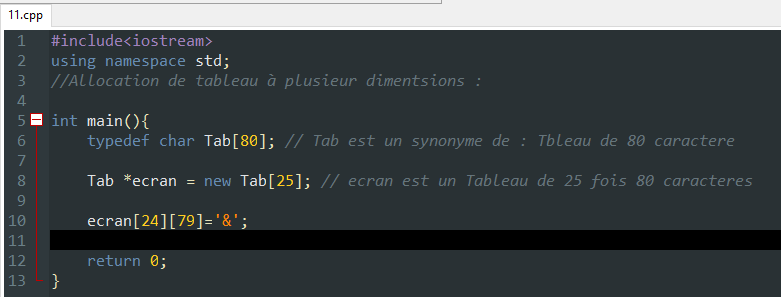 11.cpp
1 #include<iostream>
2 using namespace std;
3 //Allocation de tableau à plusieur dimentsions :
4
5 int main(){
6 typedef char Tab[80]; // Tab est un synonyme de : Tbleau de 80 caractere
7
8 Tab *ecran = new Tab[25]; // ecran est un Tableau de 25 fois 80 caracteres
9
10 ecran[24][79]='&';
11
12 return 0;
13 }